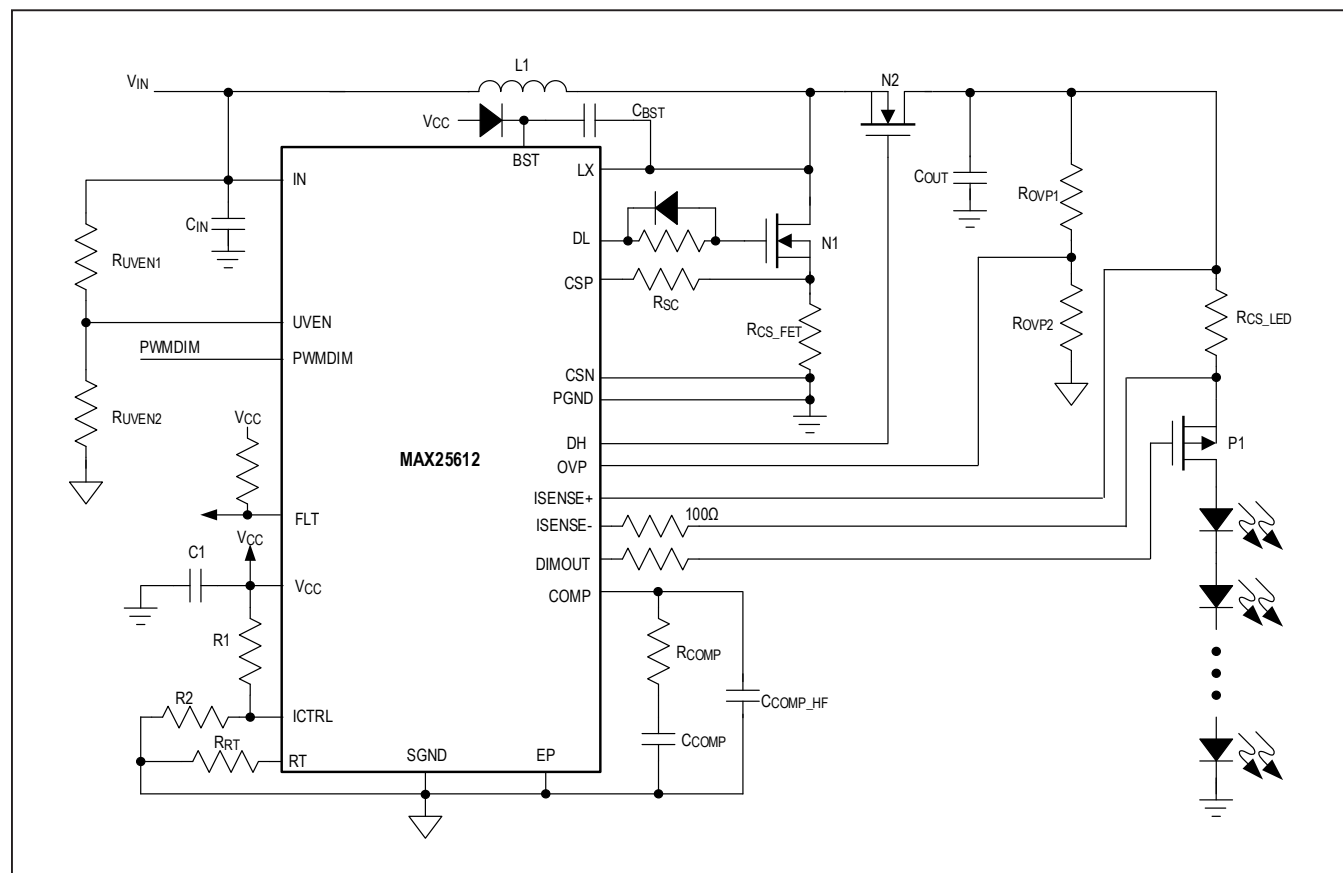 L1
N2
VIN
VCC
CBST
BST
IN
LX
CIN
COUT
ROVP1
RUVEN1
DL
N1
CSP
RSC
RCS_FET
ROVP2
RCS_LED
UVEN
PWMDIM
PWMDIM
CSN
PGND
RUVEN2
VCC
DH
P1
MAX25612
OVP
ISENSE+
FLT
ISENSE-
100Ω
DIMOUT
VCC
C1
VCC
COMP
R1
RCOMP
R2
ICTRL
CCOMP_HF
RRT
CCOMP
RT
SGND
EP